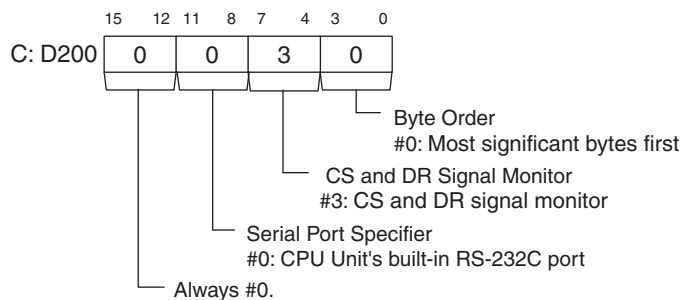 15 12 11 8 7 4 3 0
C: D200 0 0 3 0
Byte Order
#0: Most significant bytes first
CS and DR Signal Monitor
#3: CS and DR signal monitor
Serial Port Specifier
#0: CPU Unit's built-in RS-232C port
Always #0.